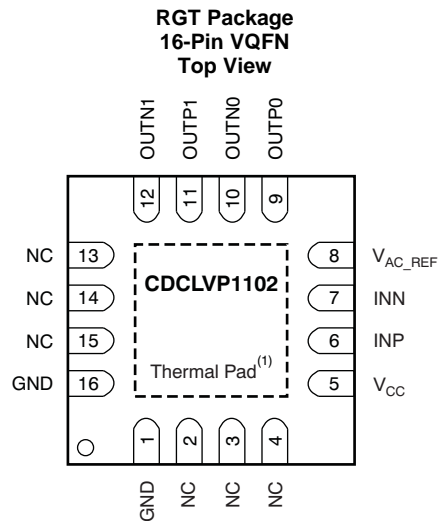 RGT Package
16-Pin VQFN
Top View
OUTN1 OUTP1 OUTN0 OUTP0
12 11 10 9
NC 13 8 VAC_REF
CDCLVP1102
NC 14 7 INN
NC 15 6 INP
Thermal Pad(1)
GND 16 5 VCC
1 2 3 4
GND NC NC NC